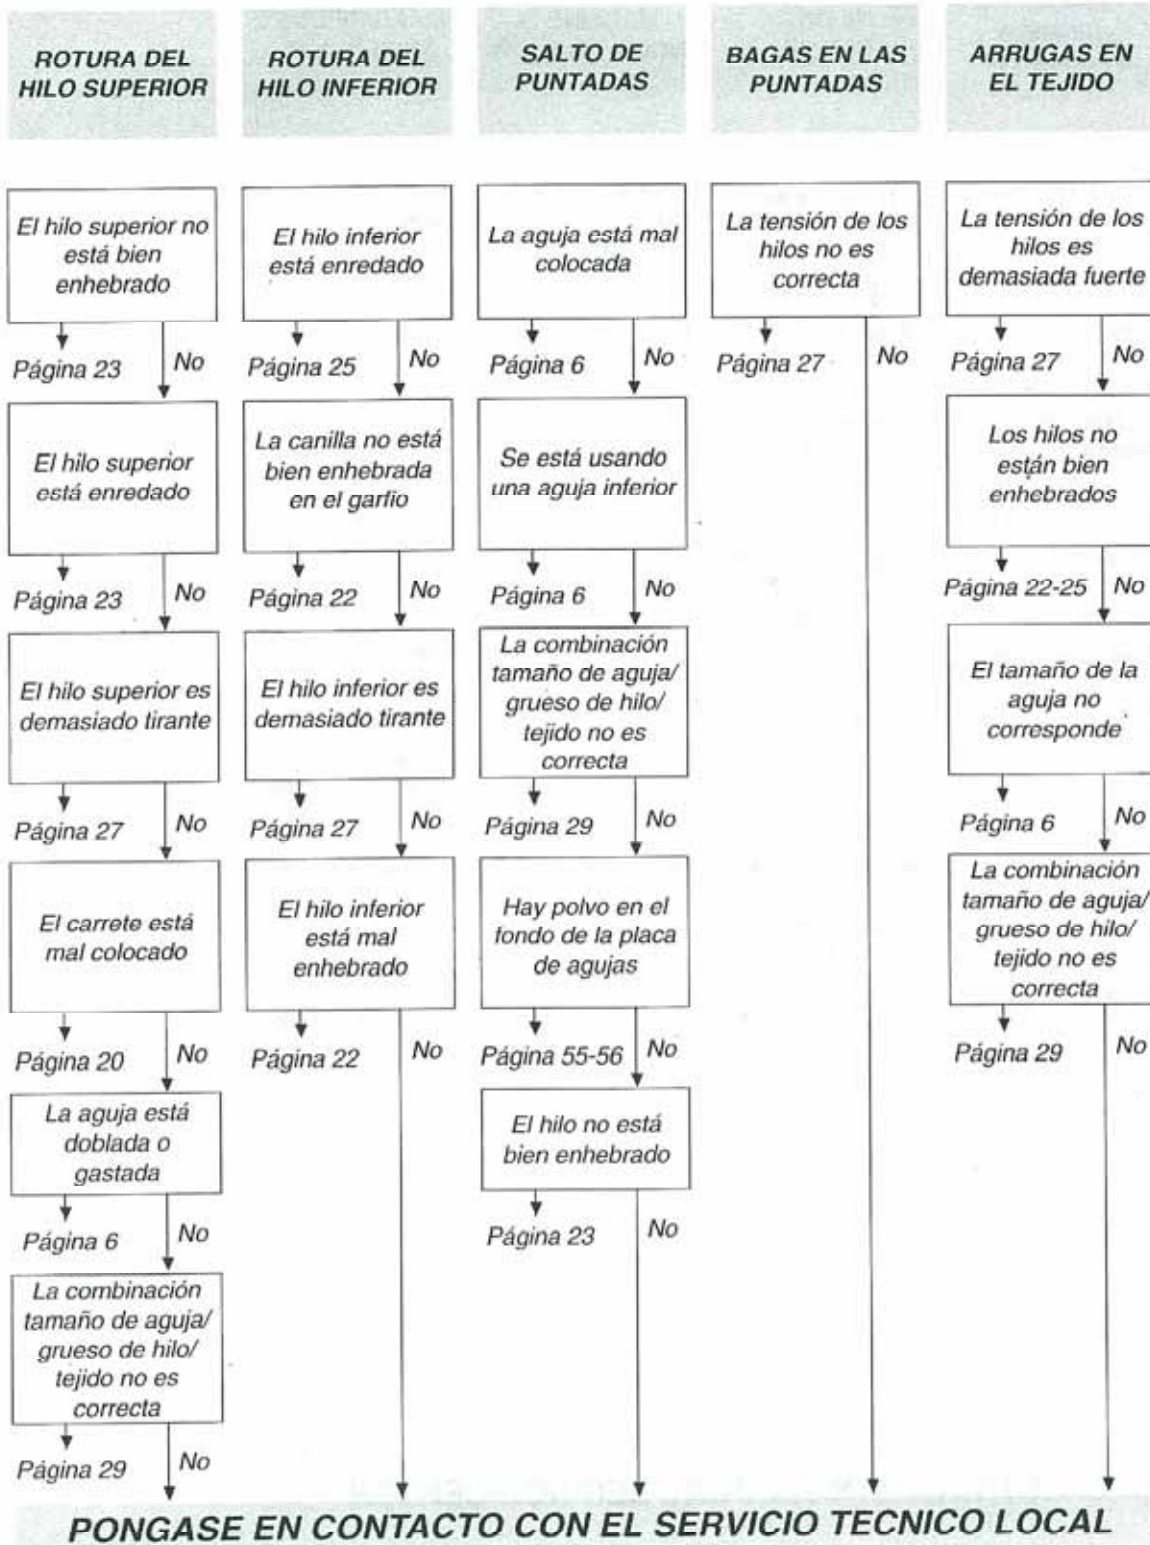 ROTURA DEL
HILO SUPERIOR
El hilo superior no
está bien
enhebrado
Página 23
No
El hilo superior
está enredado
Página 23
No
El hilo superior es
demasiado tirante
Página 27
No
El carrete está
mal colocado
Página 20
No
La aguja está
doblada o
gastada
Página 6
No
La combinación
tamaño de aguja/
grueso de hilo/
tejido no es
correcta
Página 29
No
ROTURA DEL
HILO INFERIOR
El hilo inferior
está enredado
Página 25
No
La canilla no está
bien enhebrada
en el garfio
Página 22
No
El hilo inferior es
demasiado tirante
Página 27
No
El hilo inferior
está mal
enhebrado
Página 22
No
SALTO DE
PUNTADAS
La aguja está mal
colocada
Página 6
No
Se está usando
una aguja inferior
Página 6
No
La combinación
tamaño de aguja/
grueso de hilo/
tejido no es
correcta
Página 29
No
Hay polvo en el
fondo de la placa
de agujas
Página 55-56
No
El hilo no está
bien enhebrado
Página 23
No
BAGAS EN LAS
PUNTADAS
La tensión de los
hilos no es
correcta
Página 27
No
ARRUGAS EN
EL TEJIDO
La tensión de los
hilos es
demasiada fuerte
Página 27
No
Los hilos no
están bien
enhebrados
Página 22-25
No
El tamaño de la
aguja no
corresponde
Página 6
No
La combinación
tamaño de aguja/
grueso de hilo/
tejido no es
correcta
Página 29
No
PONGASE EN CONTACTO CON EL SERVICIO TECNICO LOCAL